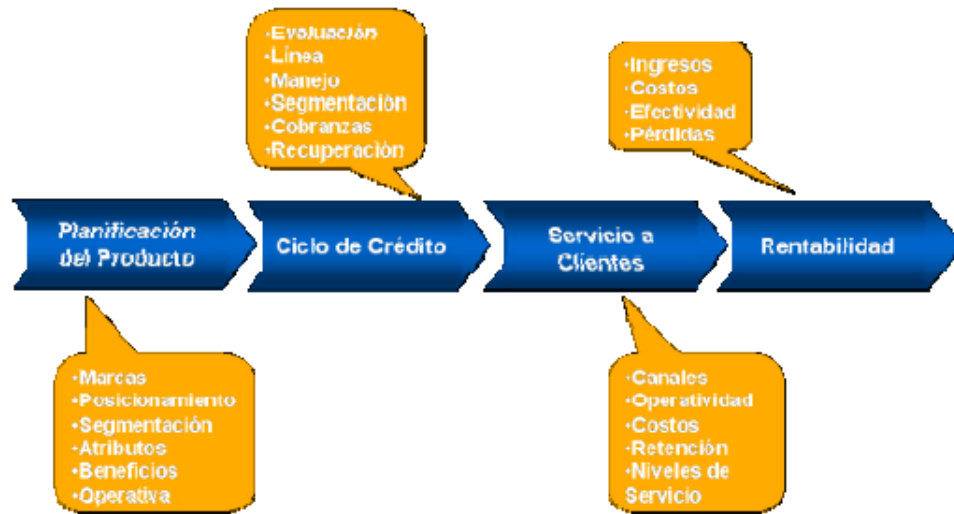 •Evaluación
•Línea
•Manejo
•Segmentación
•Cobranzas
•Recuperación
•Ingresos
•Costos
•Efectividad
•Pérdidas
Planificación
del Producto
Ciclo de Crédito
Servicio a
Clientes
Rentabilidad
•Marcas
•Posicionamiento
•Segmentación
•Atributos
•Beneficios
•Operativa
•Canales
•Operatividad
•Costos
•Retención
•Niveles de
Servicio